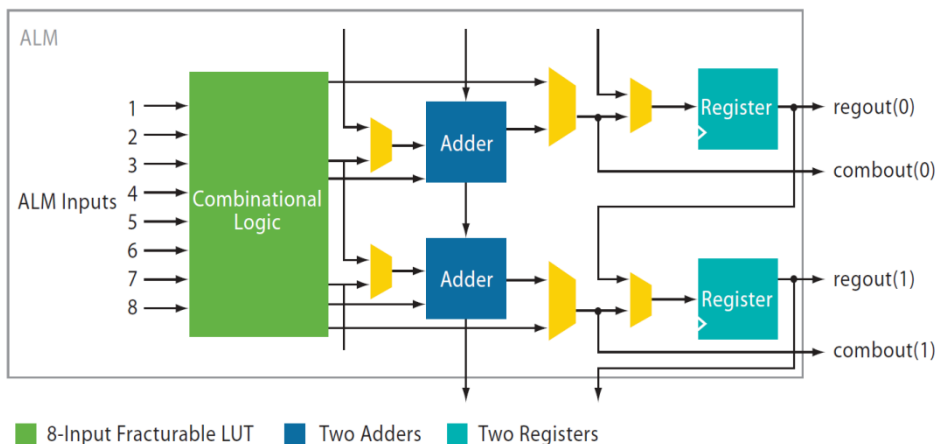 ALM
1
2
3
ALM Inputs
4
5
6
7
8
Combinational
Logic
Adder
Adder
Register
Register
regout(0)
combout(0)
regout(1)
combout(1)
8-Input Fracturable LUT
Two Adders
Two Registers